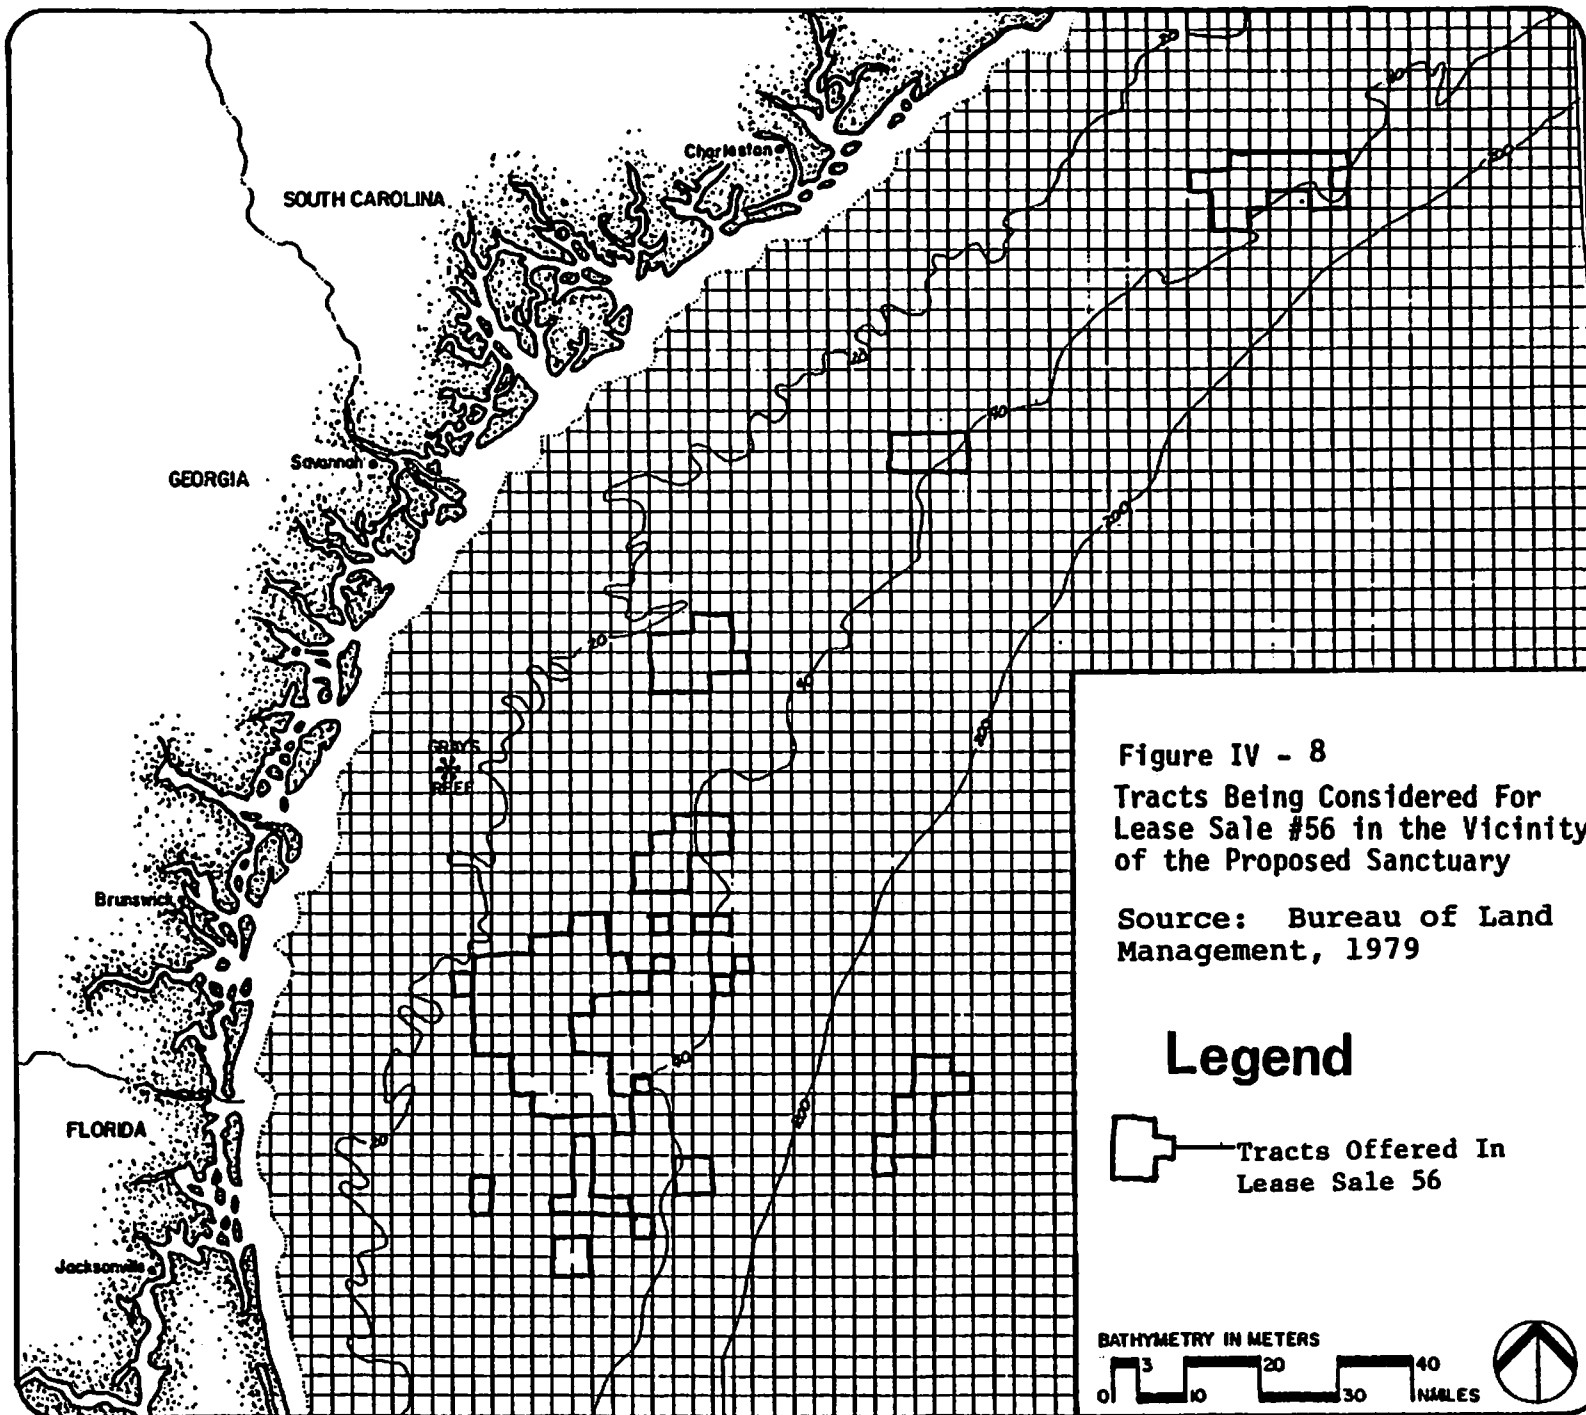 20
40
200
Charleston
SOUTH CAROLINA
20
40
Savannah
GEORGIA
200
20
40
200
GRAY'S
REEF
Figure IV - 8
Tracts Being Considered For
Lease Sale #56 in the Vicinity
of the Proposed Sanctuary
Brunswick
Source: Bureau of Land
Management, 1979
Legend
40
200
FLORIDA
20
Tracts Offered In
Lease Sale 56
Jacksonville
BATHYMETRY IN METERS
3 20 40
0 10 30 N.MILES